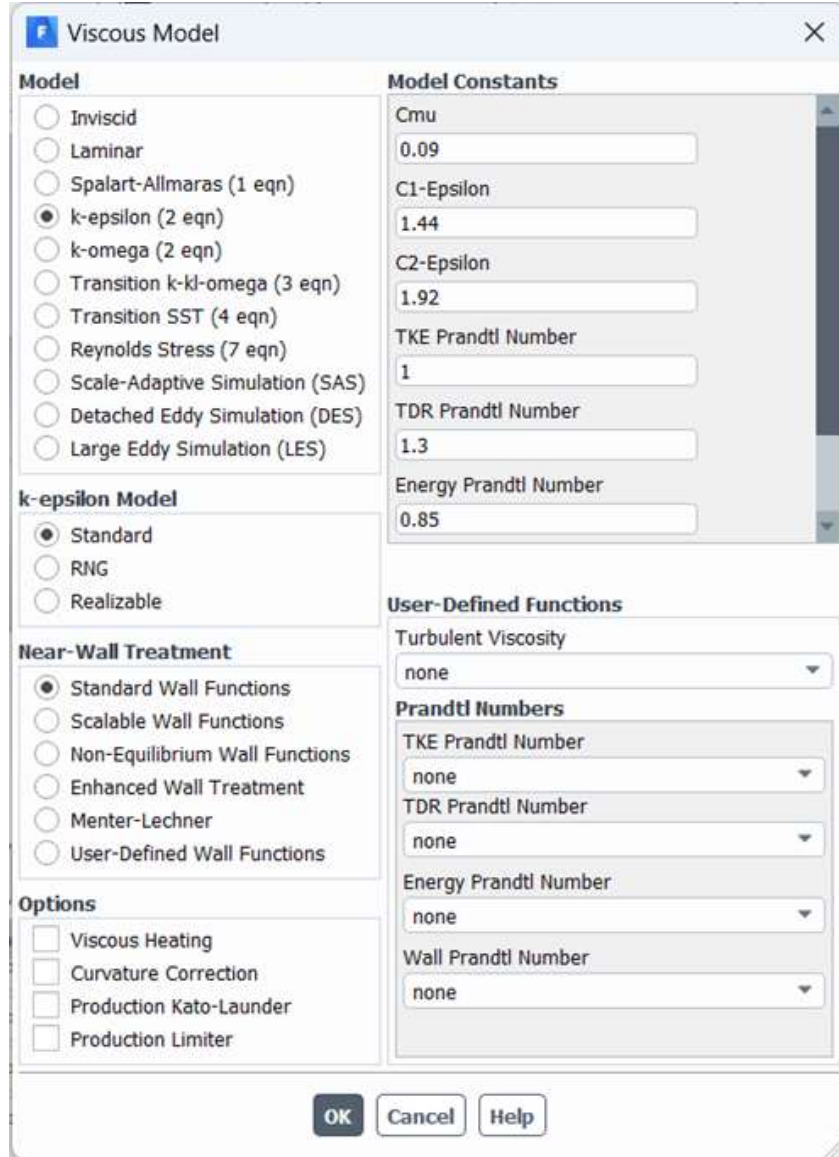 F Viscous Model
Model
Inviscid
Laminar
Spalart-Allmaras (1 eqn)
k-epsilon (2 eqn)
k-omega (2 eqn)
Transition k-kl-omega (3 eqn)
Transition SST (4 eqn)
Reynolds Stress (7 eqn)
Scale-Adaptive Simulation (SAS)
Detached Eddy Simulation (DES)
Large Eddy Simulation (LES)
k-epsilon Model
Standard
RNG
Realizable
Near-Wall Treatment
Standard Wall Functions
Scalable Wall Functions
Non-Equilibrium Wall Functions
Enhanced Wall Treatment
Menter-Lechner
User-Defined Wall Functions
Options
Viscous Heating
Curvature Correction
Production Kato-Launder
Production Limiter
Model Constants
Cmu
0.09
C1-Epsilon
1.44
C2-Epsilon
1.92
TKE Prandtl Number
1
TDR Prandtl Number
1.3
Energy Prandtl Number
0.85
User-Defined Functions
Turbulent Viscosity
none
Prandtl Numbers
TKE Prandtl Number
none
TDR Prandtl Number
none
Energy Prandtl Number
none
Wall Prandtl Number
none
OK Cancel Help